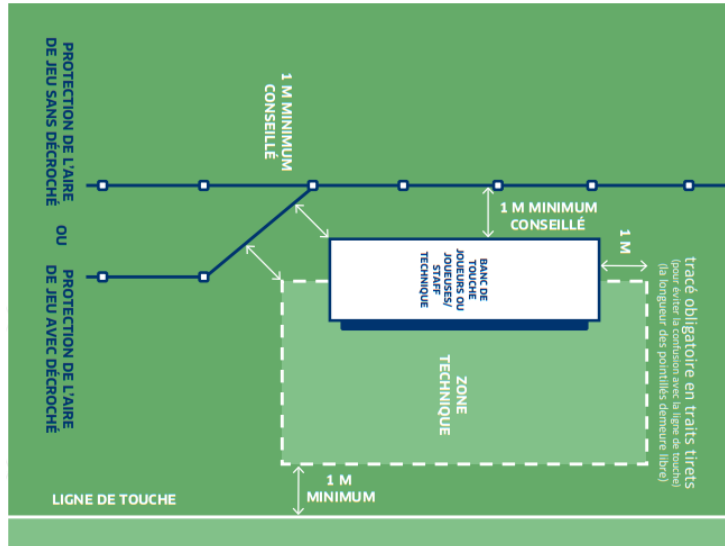 PROTECTION DE L'AIRE
DE JEU SANS DÉCROCHÉ
OU
PROTECTION DE L'AIRE
DE JEU AVEC DÉCROCHÉ
1 M MINIMUM
CONSEILLÉ
1 M MINIMUM
CONSEILLÉ
1 M
BANC DE
TOUCHE
JOUEURS OU
JOUEUSES/
STAFF
TECHNIQUE
ZONE
TECHNIQUE
tracé obligatoire en traits tirets
(pour éviter la confusion avec la ligne de touche)
(la longueur des pointillés demeure libre)
1 M
MINIMUM
LIGNE DE TOUCHE